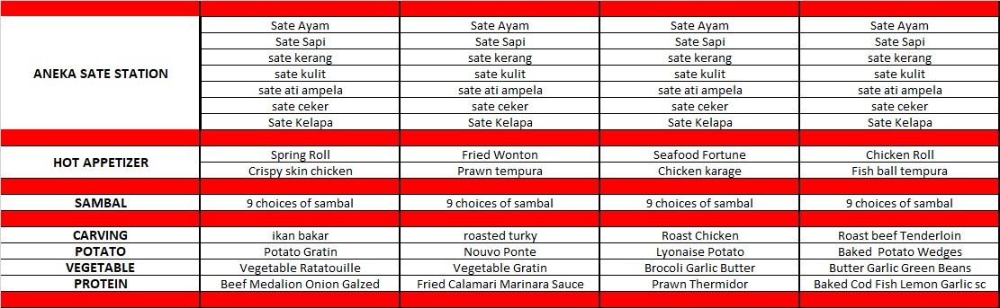 Sate Ayam Sate Ayam Sate Ayam Sate Ayam
Sate Sapi Sate Sapi Sate Sapi Sate Sapi
sate kerang sate kerang sate kerang sate kerang
ANEKA SATE STATION sate kulit sate kulit sate kulit sate kulit
sate ati ampela sate ati ampela sate ati ampela sate ati ampela
sate ceker sate ceker sate ceker sate ceker
Sate Kelapa Sate Kelapa Sate Kelapa Sate Kelapa
HOT APPETIZER
Spring Roll Fried Wonton Seafood Fortune Chicken Roll
Crispy skin chicken Prawn tempura Chicken karage Fish ball tempura
SAMBAL 9 choices of sambal 9 choices of sambal 9 choices of sambal 9 choices of sambal
CARVING ikan bakar roasted turky Roast Chicken Roast beef Tenderloin
POTATO Potato Gratin Nouvo Ponte Lyonaise Potato Baked Potato Wedges
VEGETABLE Vegetable Ratatouille Vegetable Gratin Brocoli Garlic Butter Butter Garlic Green Beans
PROTEIN Beef Medalion Onion Galzed Fried Calamari Marinara Sauce Prawn Thermidor Baked Cod Fish Lemon Garlic sc